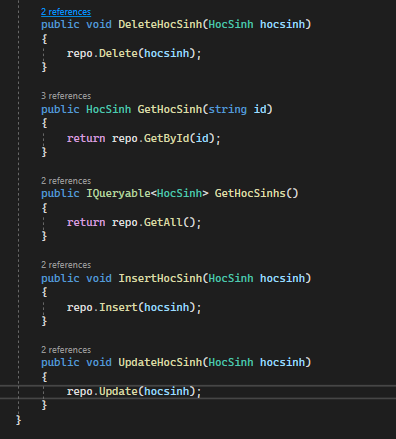 2 references
public void DeleteHocSinh(HocSinh hocsinh)
{
repo.Delete(hocsinh);
}
3 references
public HocSinh GetHocSinh(string id)
{
return repo.GetById(id);
}
2 references
public IQueryable<HocSinh> GetHocSinhs()
{
return repo.GetAll();
}
2 references
public void InsertHocSinh(HocSinh hocsinh)
{
repo.Insert(hocsinh);
}
2 references
public void UpdateHocSinh(HocSinh hocsinh)
{
repo.Update(hocsinh);
}
}